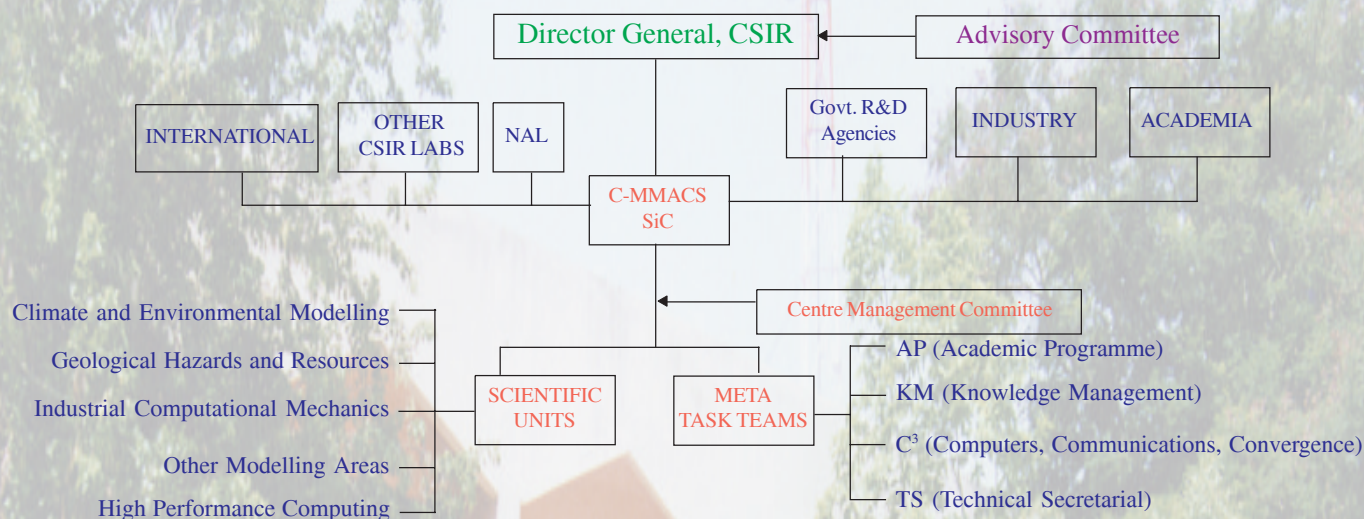 Director General, CSIR
Advisory Committee
INTERNATIONAL
OTHER
CSIR LABS
NAL
Govt. R&D
Agencies
INDUSTRY
ACADEMIA
C-MMACS
SiC
Centre Management Committee
Climate and Environmental Modelling
Geological Hazards and Resources
Industrial Computational Mechanics
Other Modelling Areas
High Performance Computing
SCIENTIFIC
UNITS
META
TASK TEAMS
AP (Academic Programme)
KM (Knowledge Management)
C³ (Computers, Communications, Convergence)
TS (Technical Secretarial)